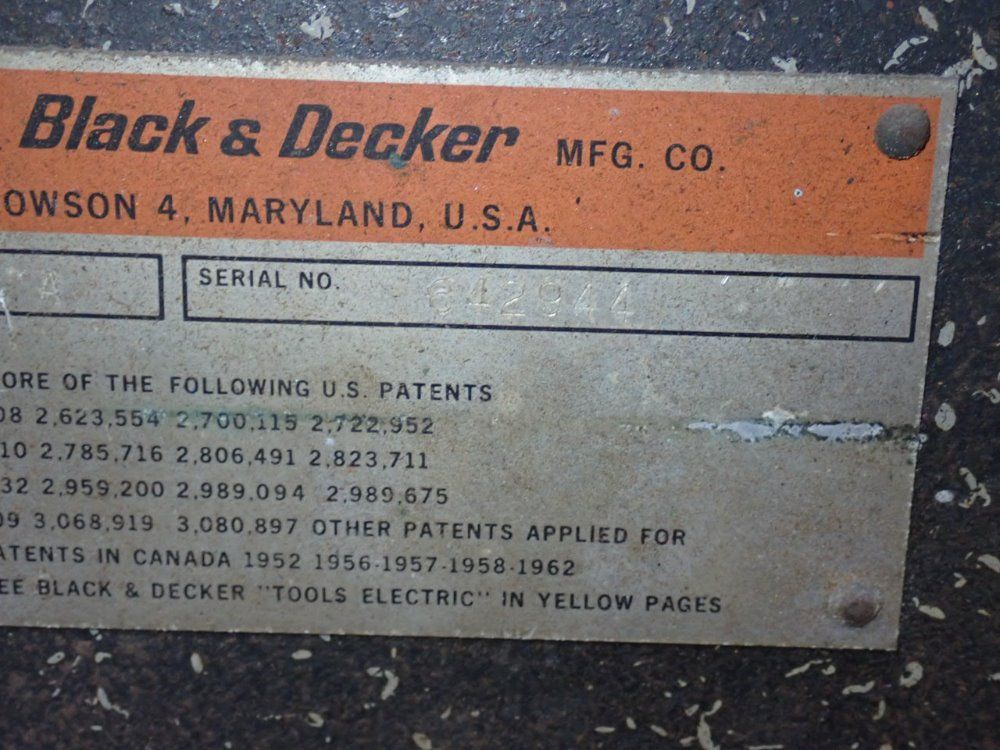 Black & Decker MFG. CO.
OWSON 4, MARYLAND, U.S.A.
A
SERIAL NO. 642944
ORE OF THE FOLLOWING U.S. PATENTS
08 2,623,554 2,700,115 2,722,952
10 2,785,716 2,806,491 2,823,711
32 2,959,200 2,989,094 2,989,675
09 3,068,919 3,080,897 OTHER PATENTS APPLIED FOR
ATENTS IN CANADA 1952 1956-1957-1958-1962
EE BLACK & DECKER "TOOLS ELECTRIC" IN YELLOW PAGES